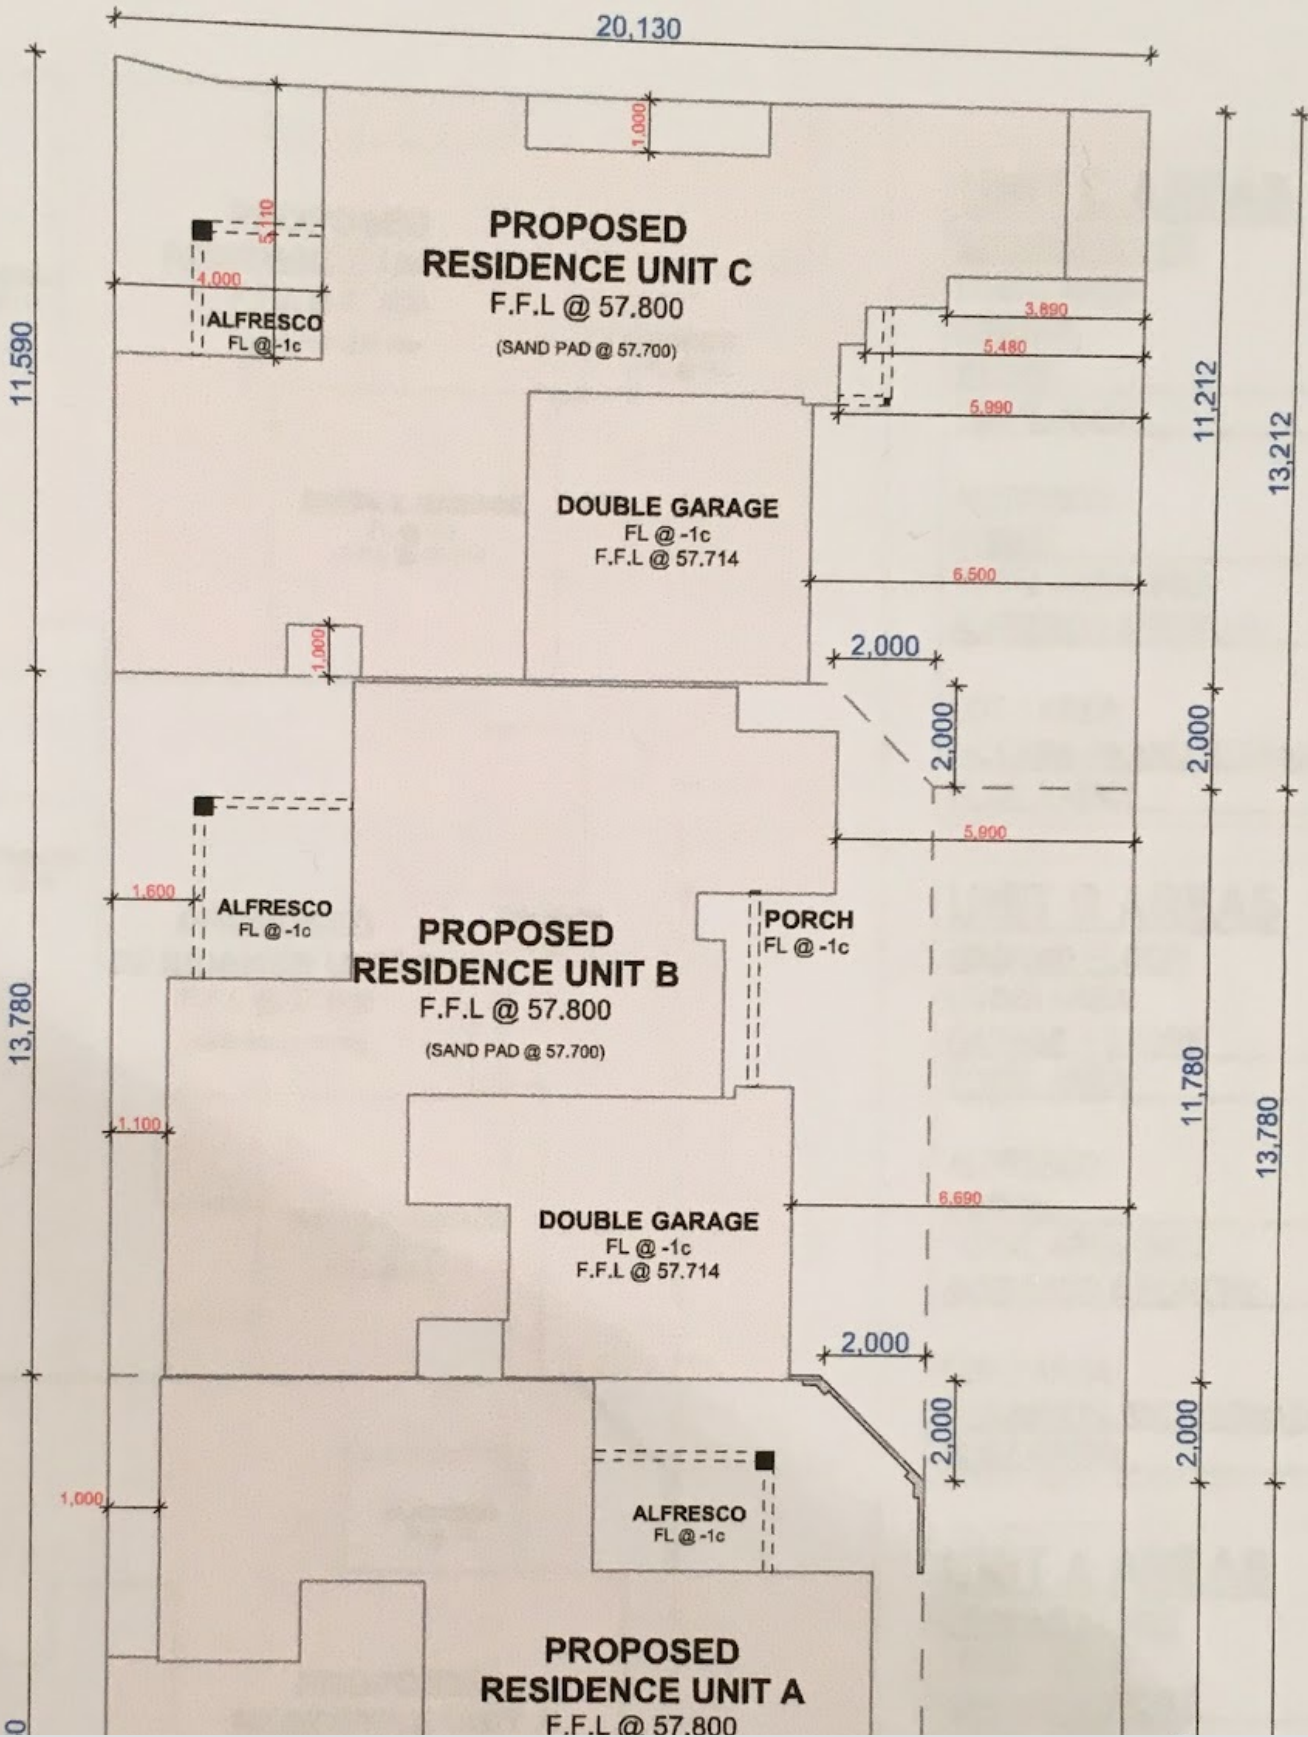 20,130
1.000
5,110
PROPOSED
RESIDENCE UNIT C
F.F.L @ 57.800
(SAND PAD @ 57.700)
4.000
ALFRESCO
FL @ -1c
3.890
5.480
5.990
11,590
11,212
13,212
DOUBLE GARAGE
FL @ -1c
F.F.L @ 57.714
6.500
1,000
2,000
2,000
2,000
5,900
1.600
ALFRESCO
FL @ -1c
PORCH
FL @ -1c
PROPOSED
RESIDENCE UNIT B
F.F.L @ 57.800
(SAND PAD @ 57.700)
13,780
11,780
13,780
1.100
6.690
DOUBLE GARAGE
FL @ -1c
F.F.L @ 57.714
2,000
2,000
2,000
1,000
ALFRESCO
FL @ -1c
PROPOSED
RESIDENCE UNIT A
F.F.L @ 57.800
0